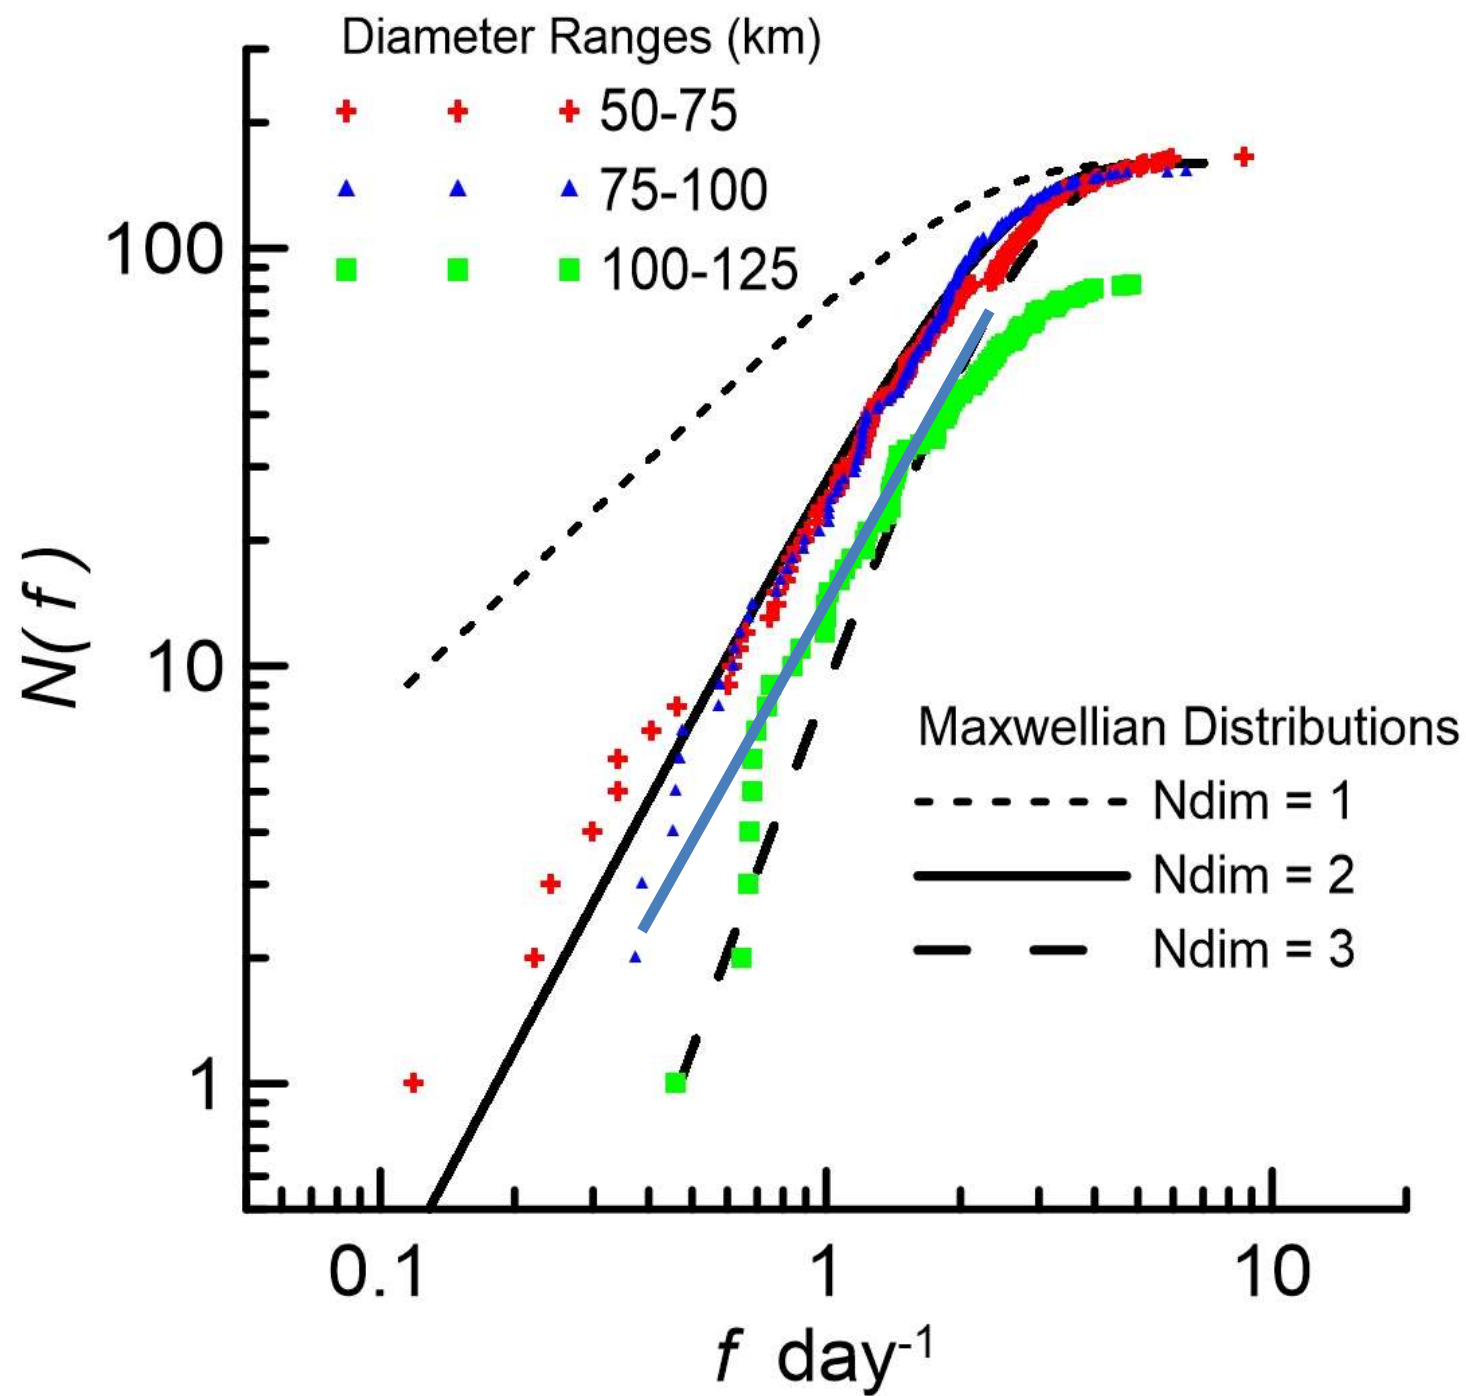 Diameter Ranges (km)
50-75
75-100
100-125
100
10
1
N( f )
Maxwellian Distributions
Ndim = 1
Ndim = 2
Ndim = 3
0.1
1
10
f day-1